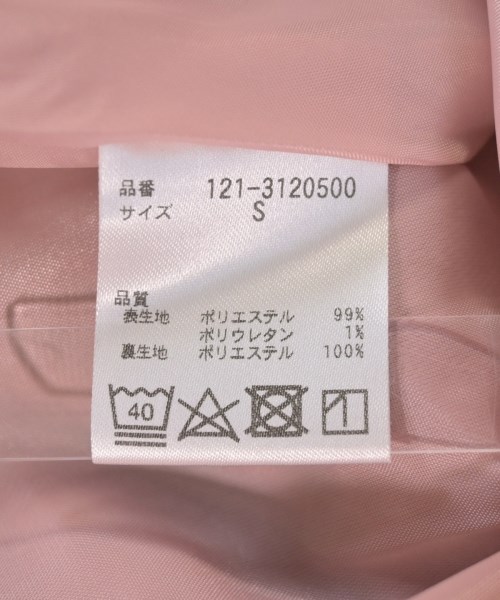 品番 121-3120500
サイズ S
品質
表生地 ポリエステル 99%
ポリウレタン 1%
裏生地 ポリエステル 100%
40